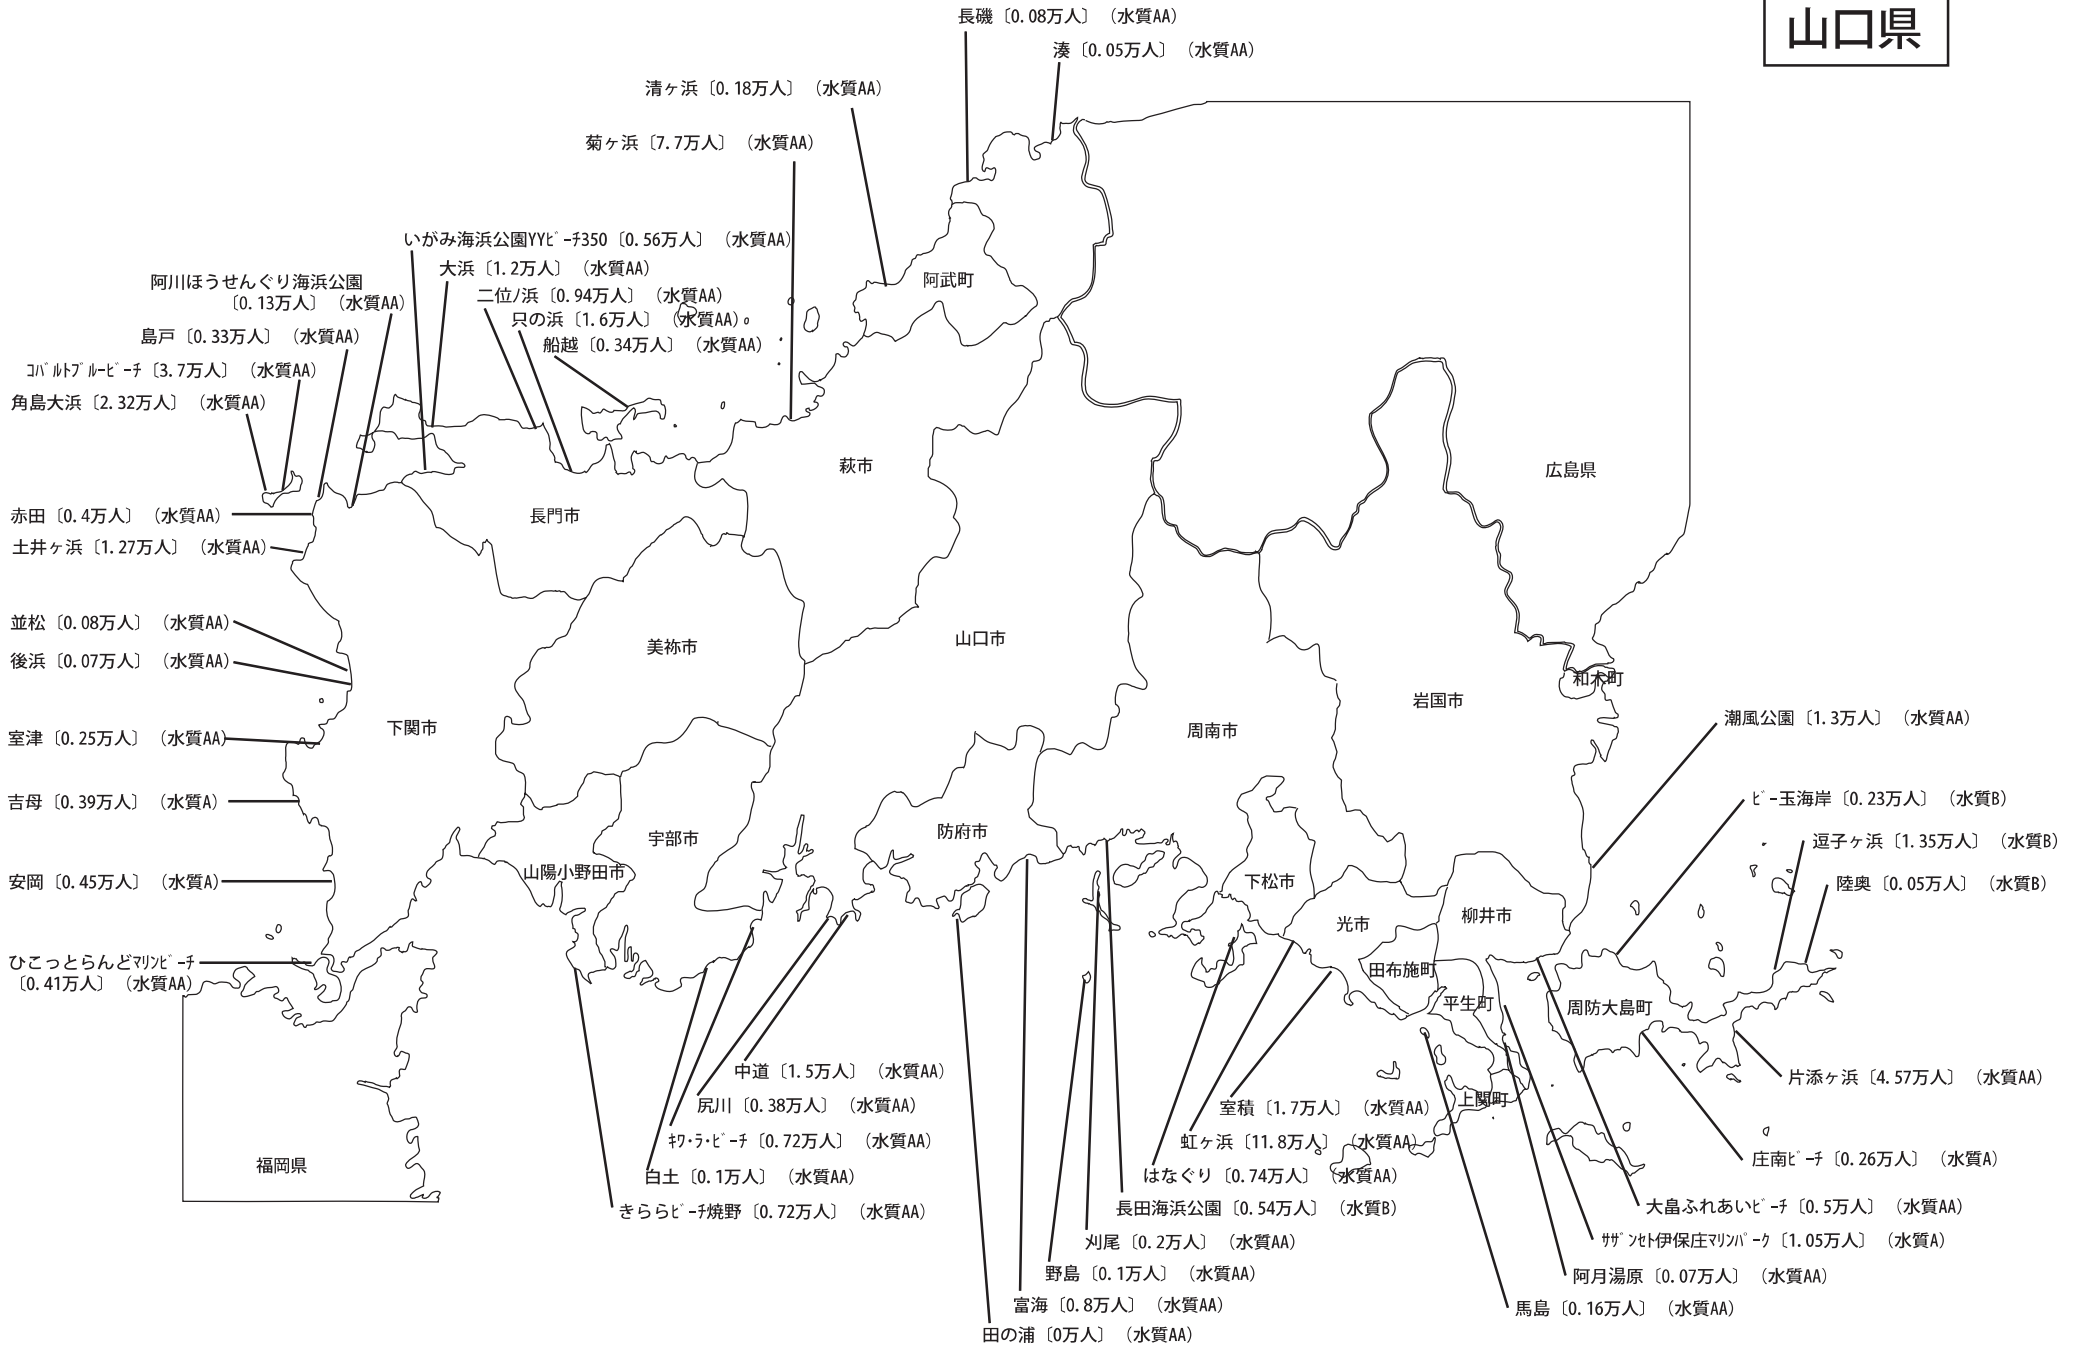 山口県
長磯〔0.08万人〕（水質AA）
湊〔0.05万人〕（水質AA）
清ヶ浜〔0.18万人〕（水質AA）
菊ヶ浜〔7.7万人〕（水質AA）
いがみ海浜公園YYﾋﾞｰﾁ350〔0.56万人〕（水質AA）
大浜〔1.2万人〕（水質AA）
二位ﾉ浜〔0.94万人〕（水質AA）
只の浜〔1.6万人〕（水質AA）
船越〔0.34万人〕（水質AA）
阿川ほうせんぐり海浜公園
〔0.13万人〕（水質AA）
島戸〔0.33万人〕（水質AA）
ｺﾊﾞﾙﾄﾌﾞﾙｰﾋﾞｰﾁ〔3.7万人〕（水質AA）
角島大浜〔2.32万人〕（水質AA）
赤田〔0.4万人〕（水質AA）
土井ヶ浜〔1.27万人〕（水質AA）
並松〔0.08万人〕（水質AA）
後浜〔0.07万人〕（水質AA）
室津〔0.25万人〕（水質AA）
吉母〔0.39万人〕（水質A）
安岡〔0.45万人〕（水質A）
ひこっとらんどﾏﾘﾝﾋﾞｰﾁ
〔0.41万人〕（水質AA）
阿武町
萩市
長門市
広島県
美祢市
山口市
下関市
岩国市
和木町
周南市
防府市
宇部市
山陽小野田市
下松市
光市
柳井市
田布施町
平生町
周防大島町
上関町
福岡県
潮風公園〔1.3万人〕（水質AA）
ﾋﾞｰ玉海岸〔0.23万人〕（水質B）
逗子ヶ浜〔1.35万人〕（水質B）
陸奥〔0.05万人〕（水質B）
片添ヶ浜〔4.57万人〕（水質AA）
庄南ﾋﾞｰﾁ〔0.26万人〕（水質A）
大畠ふれあいﾋﾞｰﾁ〔0.5万人〕（水質AA）
ｻｻﾞﾝｾﾄ伊保庄ﾏﾘﾝﾊﾟｰｸ〔1.05万人〕（水質A）
阿月湯原〔0.07万人〕（水質AA）
馬島〔0.16万人〕（水質AA）
室積〔1.7万人〕（水質AA）
虹ヶ浜〔11.8万人〕（水質AA）
はなぐり〔0.74万人〕（水質AA）
長田海浜公園〔0.54万人〕（水質B）
刈尾〔0.2万人〕（水質AA）
野島〔0.1万人〕（水質AA）
富海〔0.8万人〕（水質AA）
田の浦〔0万人〕（水質AA）
中道〔1.5万人〕（水質AA）
尻川〔0.38万人〕（水質AA）
ｷﾜ･ﾗ･ﾋﾞｰﾁ〔0.72万人〕（水質AA）
白土〔0.1万人〕（水質AA）
きららﾋﾞｰﾁ焼野〔0.72万人〕（水質AA）